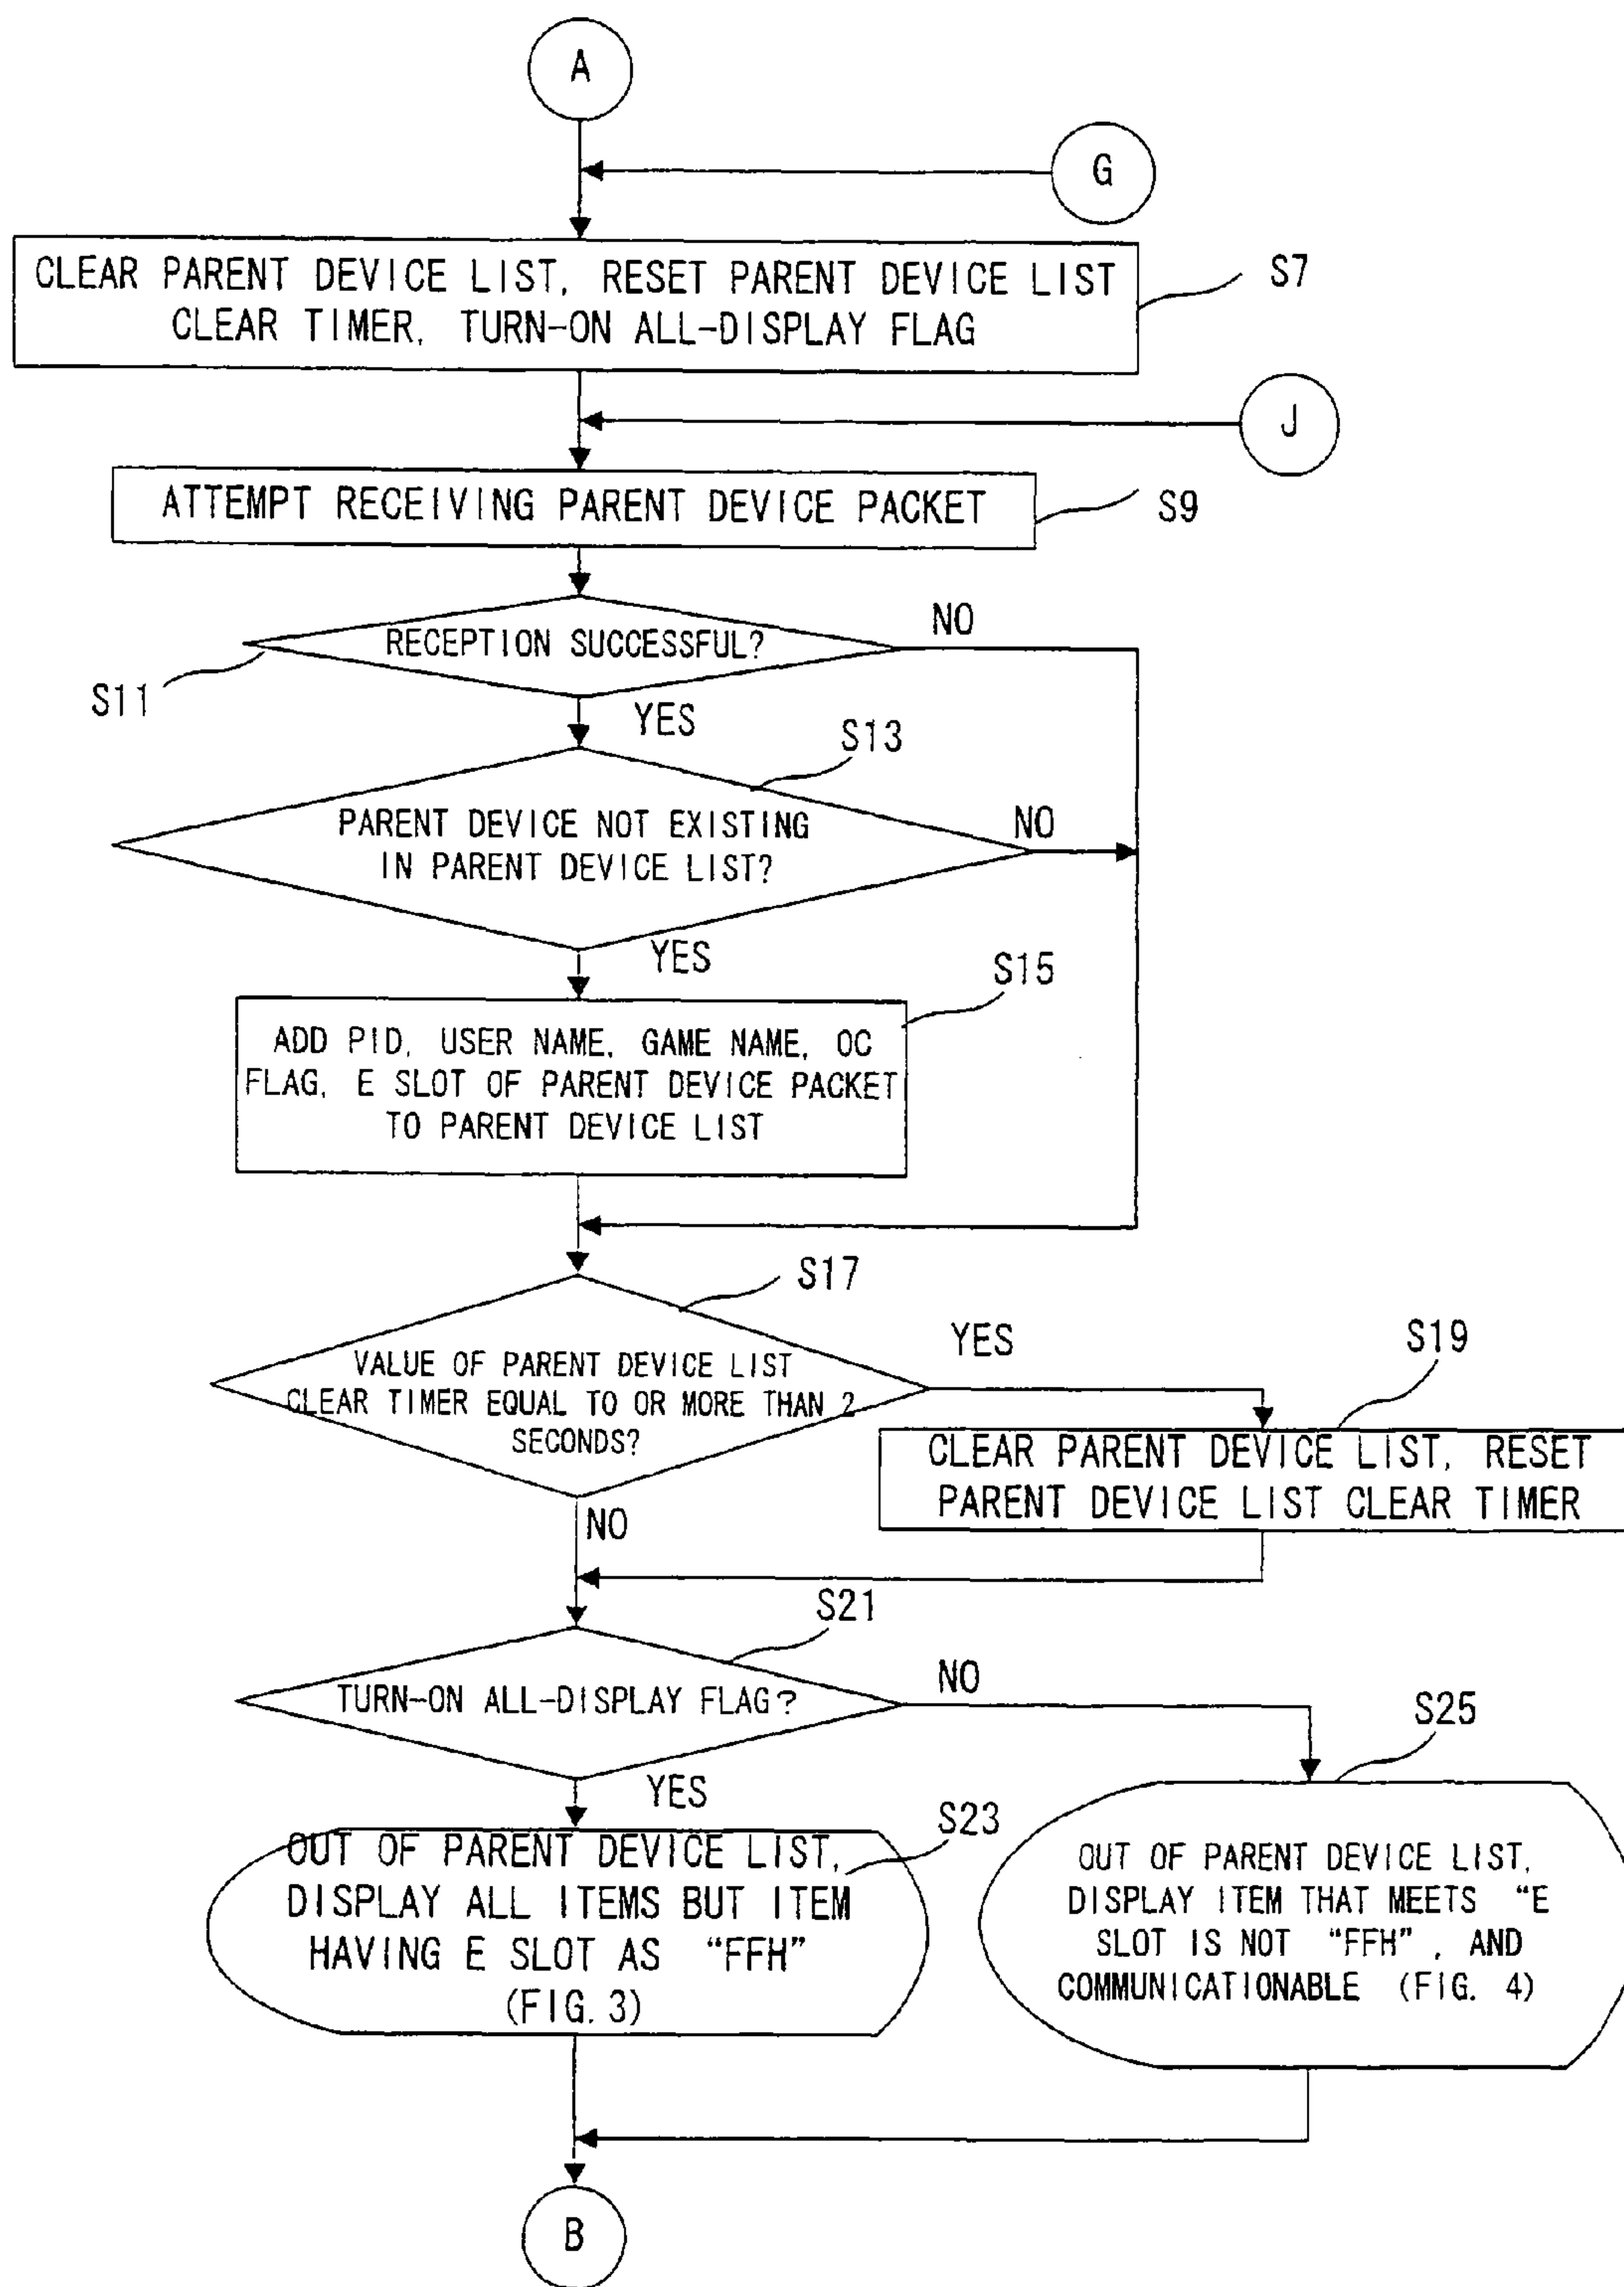 A
G
CLEAR PARENT DEVICE LIST, RESET PARENT DEVICE LIST
CLEAR TIMER, TURN-ON ALL-DISPLAY FLAG
S7
J
ATTEMPT RECEIVING PARENT DEVICE PACKET
S9
RECEPTION SUCCESSFUL?
NO
S11
YES
S13
PARENT DEVICE NOT EXISTING
IN PARENT DEVICE LIST?
NO
YES
S15
ADD PID, USER NAME, GAME NAME, OC
FLAG, E SLOT OF PARENT DEVICE PACKET
TO PARENT DEVICE LIST
S17
VALUE OF PARENT DEVICE LIST
CLEAR TIMER EQUAL TO OR MORE THAN 2
SECONDS?
YES
S19
CLEAR PARENT DEVICE LIST, RESET
PARENT DEVICE LIST CLEAR TIMER
NO
S21
TURN-ON ALL-DISPLAY FLAG?
NO
S25
YES
S23
OUT OF PARENT DEVICE LIST,
DISPLAY ALL ITEMS BUT ITEM
HAVING E SLOT AS "FFH"
(FIG. 3)
OUT OF PARENT DEVICE LIST,
DISPLAY ITEM THAT MEETS "E
SLOT IS NOT "FFH", AND
COMMUNICATIONABLE (FIG. 4)
B